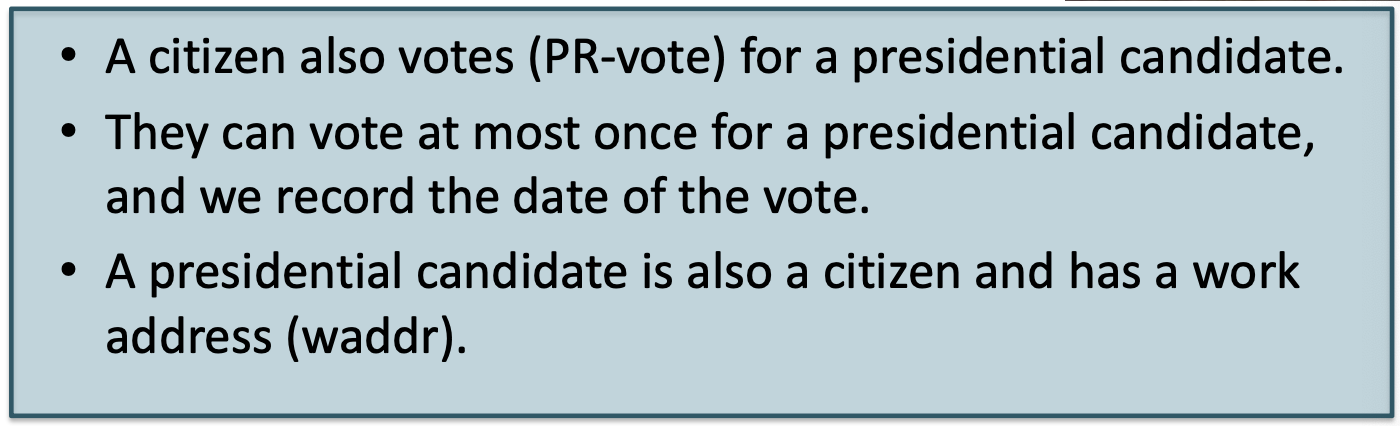 • A citizen also votes (PR-vote) for a presidential candidate.
• They can vote at most once for a presidential candidate,
and we record the date of the vote.
• A presidential candidate is also a citizen and has a work
address (waddr).